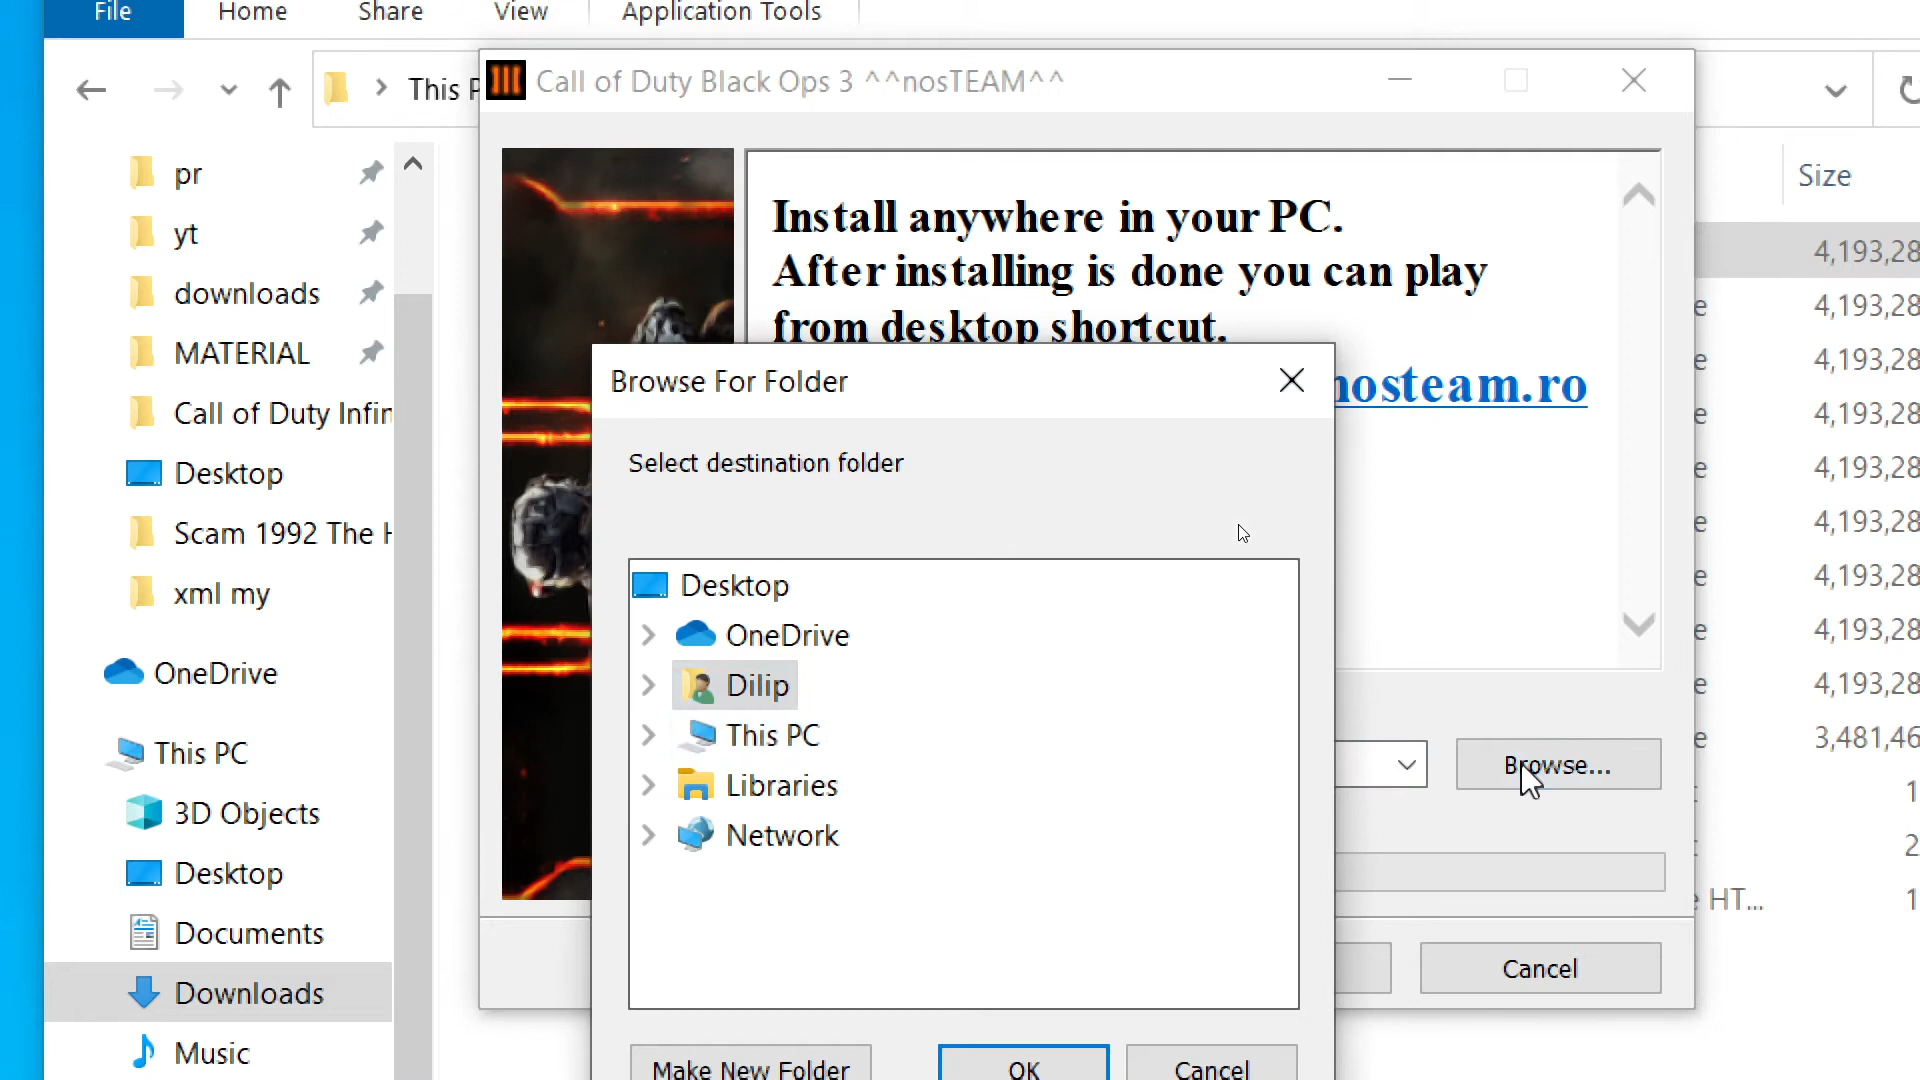 File Home Share View Application Tools
This P
Call of Duty Black Ops 3 ^^nosTEAM^^
pr
yt
downloads
MATERIAL
Call of Duty Infin
Desktop
Scam 1992 The H
xml my
OneDrive
This PC
3D Objects
Desktop
Documents
Downloads
Music
Install anywhere in your PC.
After installing is done you can play
from desktop shortcut.
nosteam.ro
Browse For Folder
Select destination folder
Desktop
OneDrive
Dilip
This PC
Libraries
Network
Make New Folder OK Cancel
Browse...
Cancel
Size
4,193,28
e 4,193,28
e 4,193,28
e 4,193,28
e 4,193,28
e 4,193,28
e 4,193,28
e 4,193,28
e 4,193,28
e 3,481,46
1
2
e HT... 1